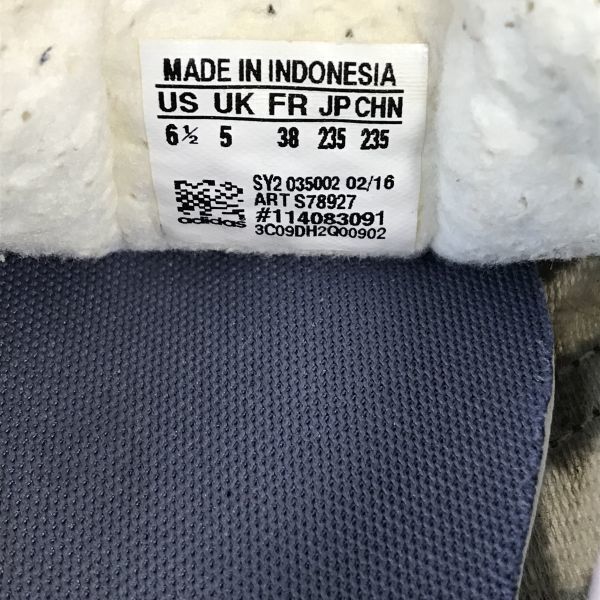 MADE IN INDONESIA
US UK FR JP CHN
6½ 5 38 235 235
SY2 035002 02/16
ART S78927
#114083091
adidas 3C09DH2Q00902